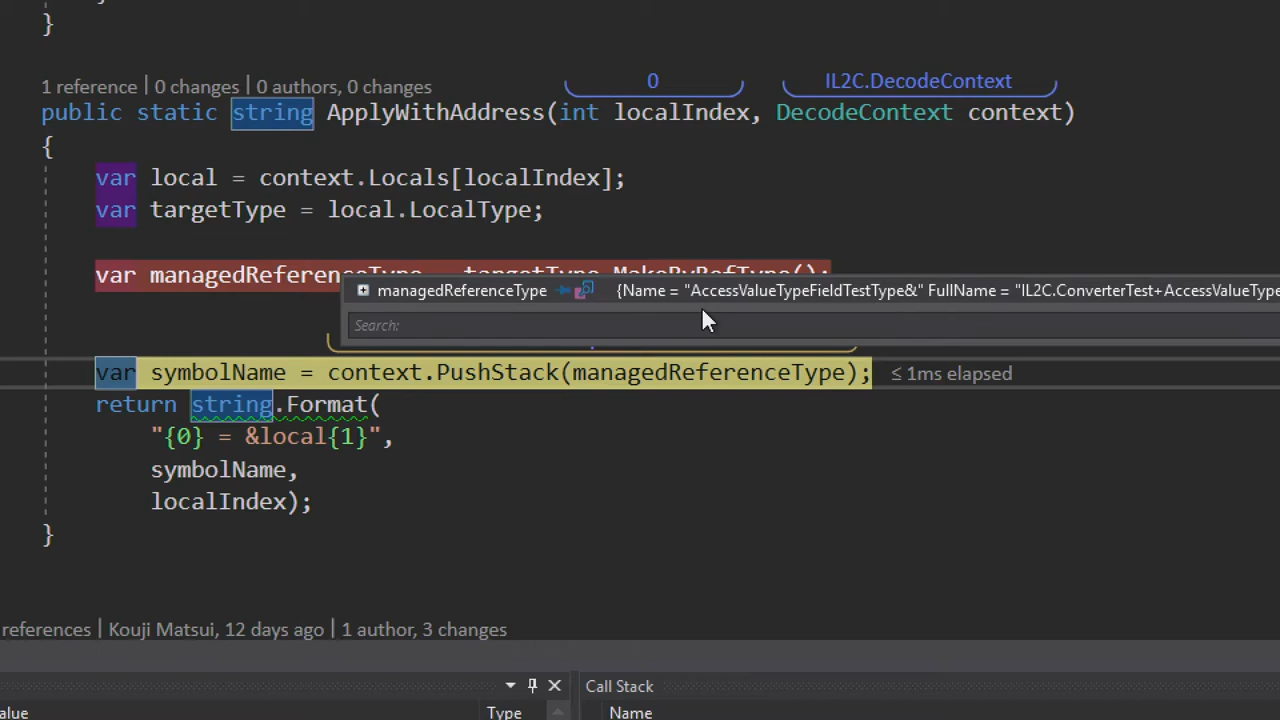 }
1 reference | 0 changes | 0 authors, 0 changes
0
IL2C.DecodeContext
public static string ApplyWithAddress(int localIndex, DecodeContext context)
{
var local = context.Locals[localIndex];
var targetType = local.LocalType;
var managedReferenceType = targetType.MakeByRefType();
managedReferenceType {Name = "AccessValueTypeFieldTestType&" FullName = "IL2C.ConverterTest+AccessValueType
Search:
var symbolName = context.PushStack(managedReferenceType); ≤ 1ms elapsed
return string.Format(
"{0} = &local{1}",
symbolName,
localIndex);
}
references | Kouji Matsui, 12 days ago | 1 author, 3 changes
Call Stack
alue Type
Name